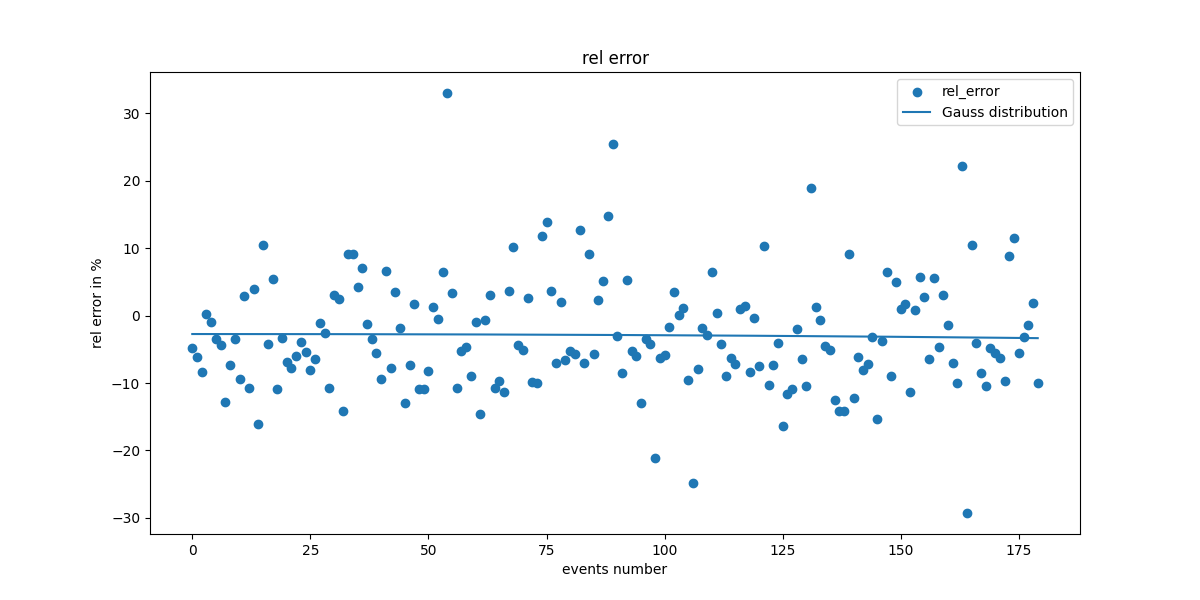 rel error
rel_error
Gauss distribution
rel error in %
30
20
10
0
−10
−20
−30
0 25 50 75 100 125 150 175
events number